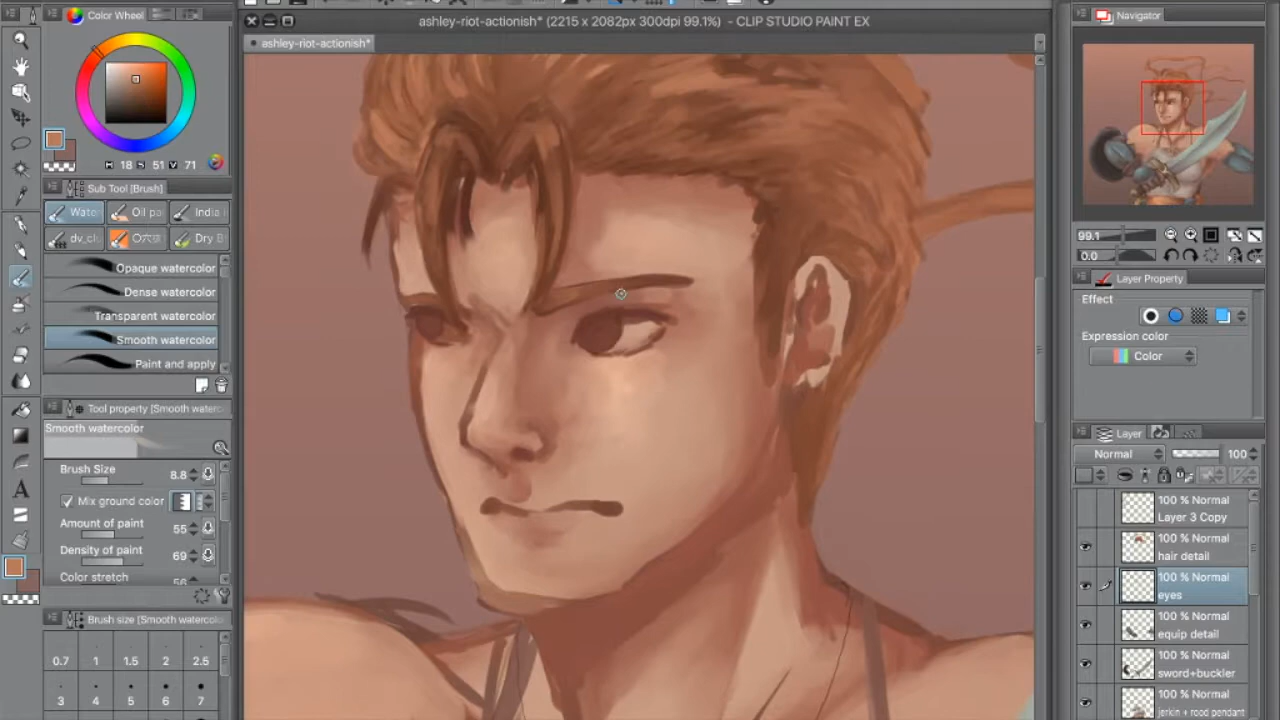 ashley-riot-actionish* (2215 x 2082px 300dpi 99.1%) - CLIP STUDIO PAINT EX
Color Wheel
Navigator
ashley-riot-actionish*
H 18 S 51 V 71
Sub Tool [Brush]
Wate Oil pa India I
dv_cl Dry B
Opaque watercolor
Dense watercolor
Transparent watercolor
Smooth watercolor
Paint and apply
Tool property [Smooth waterc
Smooth watercolor
Brush Size 8.8
Mix ground color
Amount of paint 55
Density of paint 69
Color stretch 56
Brush size [Smooth watercolor
0.7 1 1.5 2 2.5
3 4 5 6 7
99.1
0.0
Layer Property
Effect
Expression color
Color
Layer
Normal 100
100 % Normal
Layer 3 Copy
100 % Normal
hair detail
100 % Normal
eyes
100 % Normal
equip detail
100 % Normal
sword+buckler
100 % Normal
jerkin + rood pendant